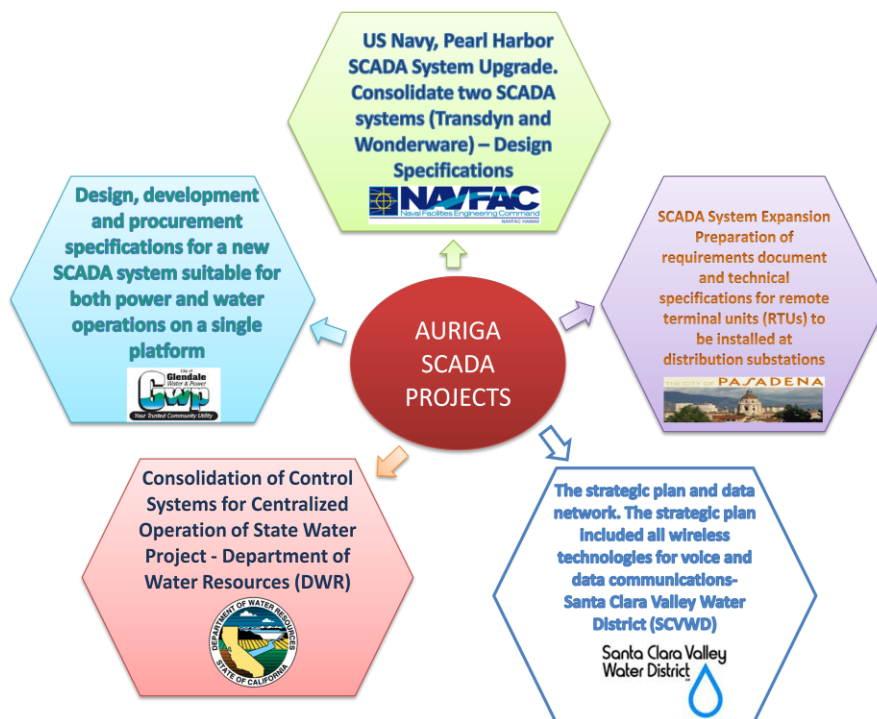 US Navy, Pearl Harbor
SCADA System Upgrade.
Consolidate two SCADA
systems (Transdyn and
Wonderware) – Design
Specifications
NAVFAC
Naval Facilities Engineering Command
NAVFAC HAWAII
Design, development
and procurement
specifications for a new
SCADA system suitable for
both power and water
operations on a single
platform
City of
Glendale
Water & Power
GWP
Your Trusted Community Utility
SCADA System Expansion
Preparation of
requirements document
and technical
specifications for remote
terminal units (RTUs) to
be installed at
distribution substations
THE CITY OF PASADENA
AURIGA
SCADA
PROJECTS
Consolidation of Control
Systems for Centralized
Operation of State Water
Project - Department of
Water Resources (DWR)
DEPARTMENT OF WATER RESOURCES
STATE OF CALIFORNIA
The strategic plan and data
network. The strategic plan
included all wireless
technologies for voice and
data communications-
Santa Clara Valley Water
District (SCVWD)
Santa Clara Valley
Water District